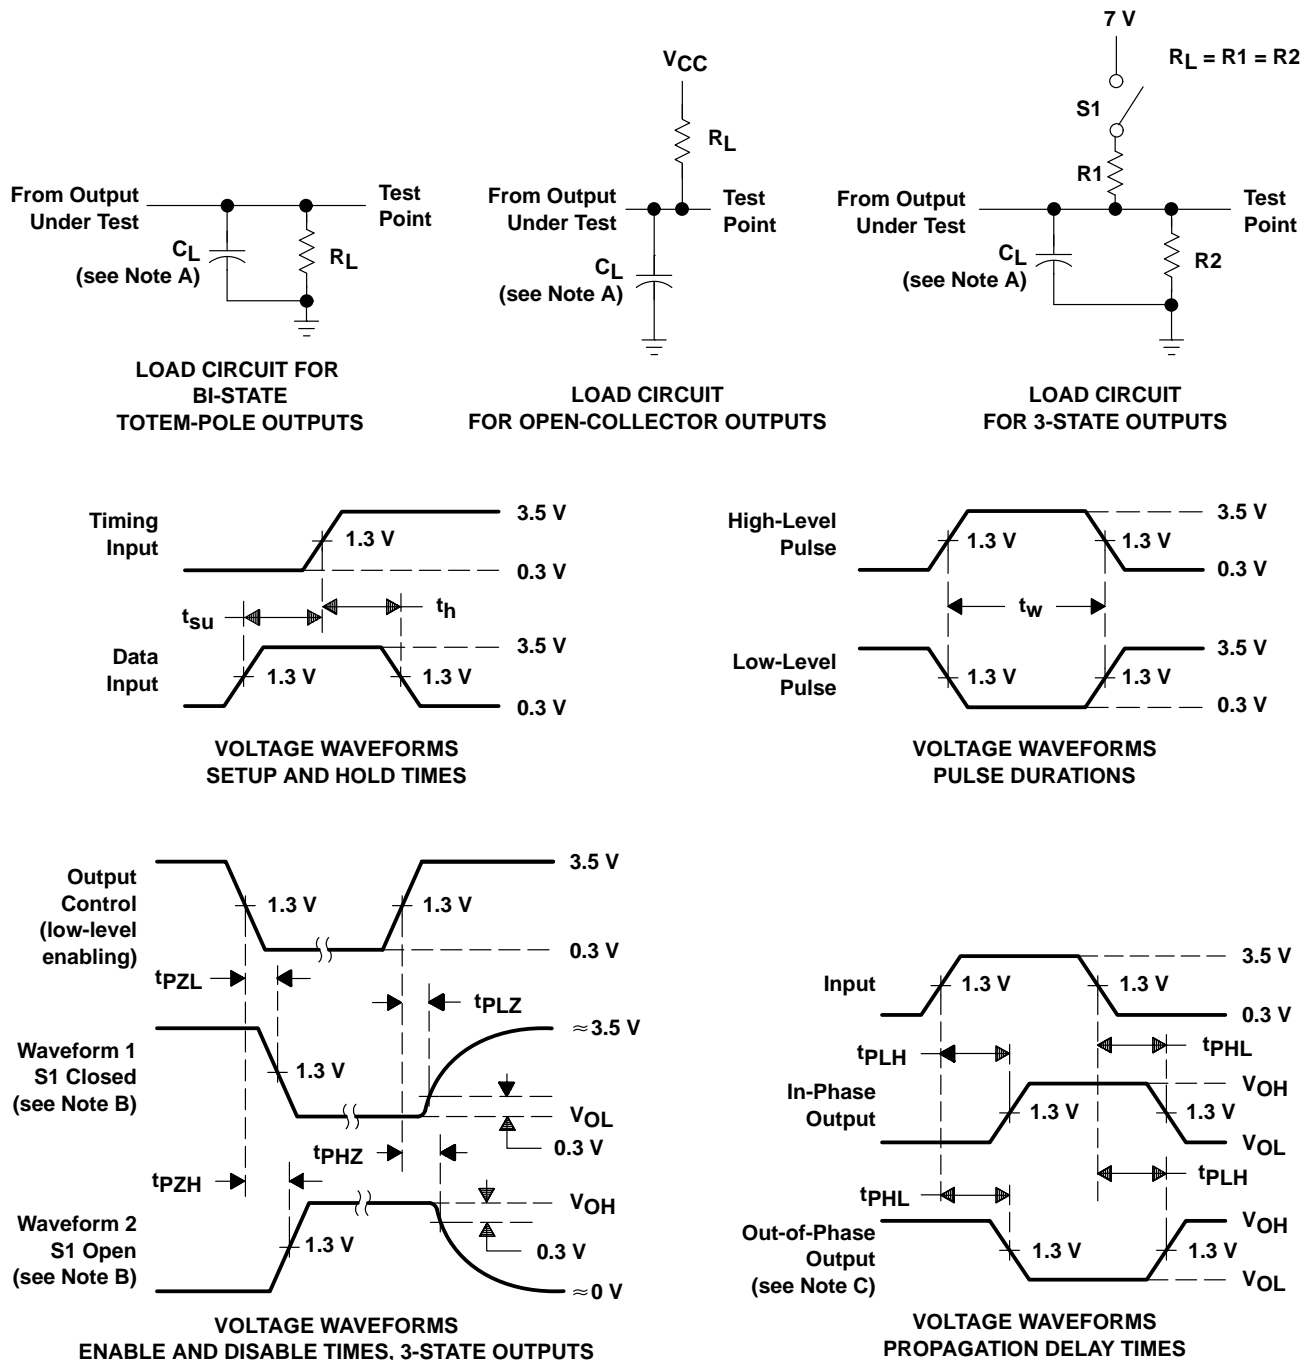 7 V
RL = R1 = R2
S1
R1
From Output
Under Test
Test
Point
CL
(see Note A)
R2
LOAD CIRCUIT
FOR 3-STATE OUTPUTS
VCC
RL
From Output
Under Test
Test
Point
CL
(see Note A)
LOAD CIRCUIT
FOR OPEN-COLLECTOR OUTPUTS
From Output
Under Test
Test
Point
CL
(see Note A)
RL
LOAD CIRCUIT FOR
BI-STATE
TOTEM-POLE OUTPUTS
Timing
Input
1.3 V
3.5 V
0.3 V
tsu
th
Data
Input
1.3 V
1.3 V
3.5 V
0.3 V
VOLTAGE WAVEFORMS
SETUP AND HOLD TIMES
High-Level
Pulse
1.3 V
1.3 V
3.5 V
0.3 V
tw
Low-Level
Pulse
1.3 V
1.3 V
3.5 V
0.3 V
VOLTAGE WAVEFORMS
PULSE DURATIONS
Output
Control
(low-level
enabling)
1.3 V
1.3 V
3.5 V
0.3 V
tPZL
tPLZ
Waveform 1
S1 Closed
(see Note B)
1.3 V
≈3.5 V
VOL
0.3 V
tPHZ
tPZH
Waveform 2
S1 Open
(see Note B)
1.3 V
VOH
0.3 V
≈0 V
VOLTAGE WAVEFORMS
ENABLE AND DISABLE TIMES, 3-STATE OUTPUTS
Input
1.3 V
1.3 V
3.5 V
0.3 V
tPLH
tPHL
In-Phase
Output
1.3 V
1.3 V
VOH
VOL
tPHL
tPLH
Out-of-Phase
Output
(see Note C)
1.3 V
1.3 V
VOH
VOL
VOLTAGE WAVEFORMS
PROPAGATION DELAY TIMES